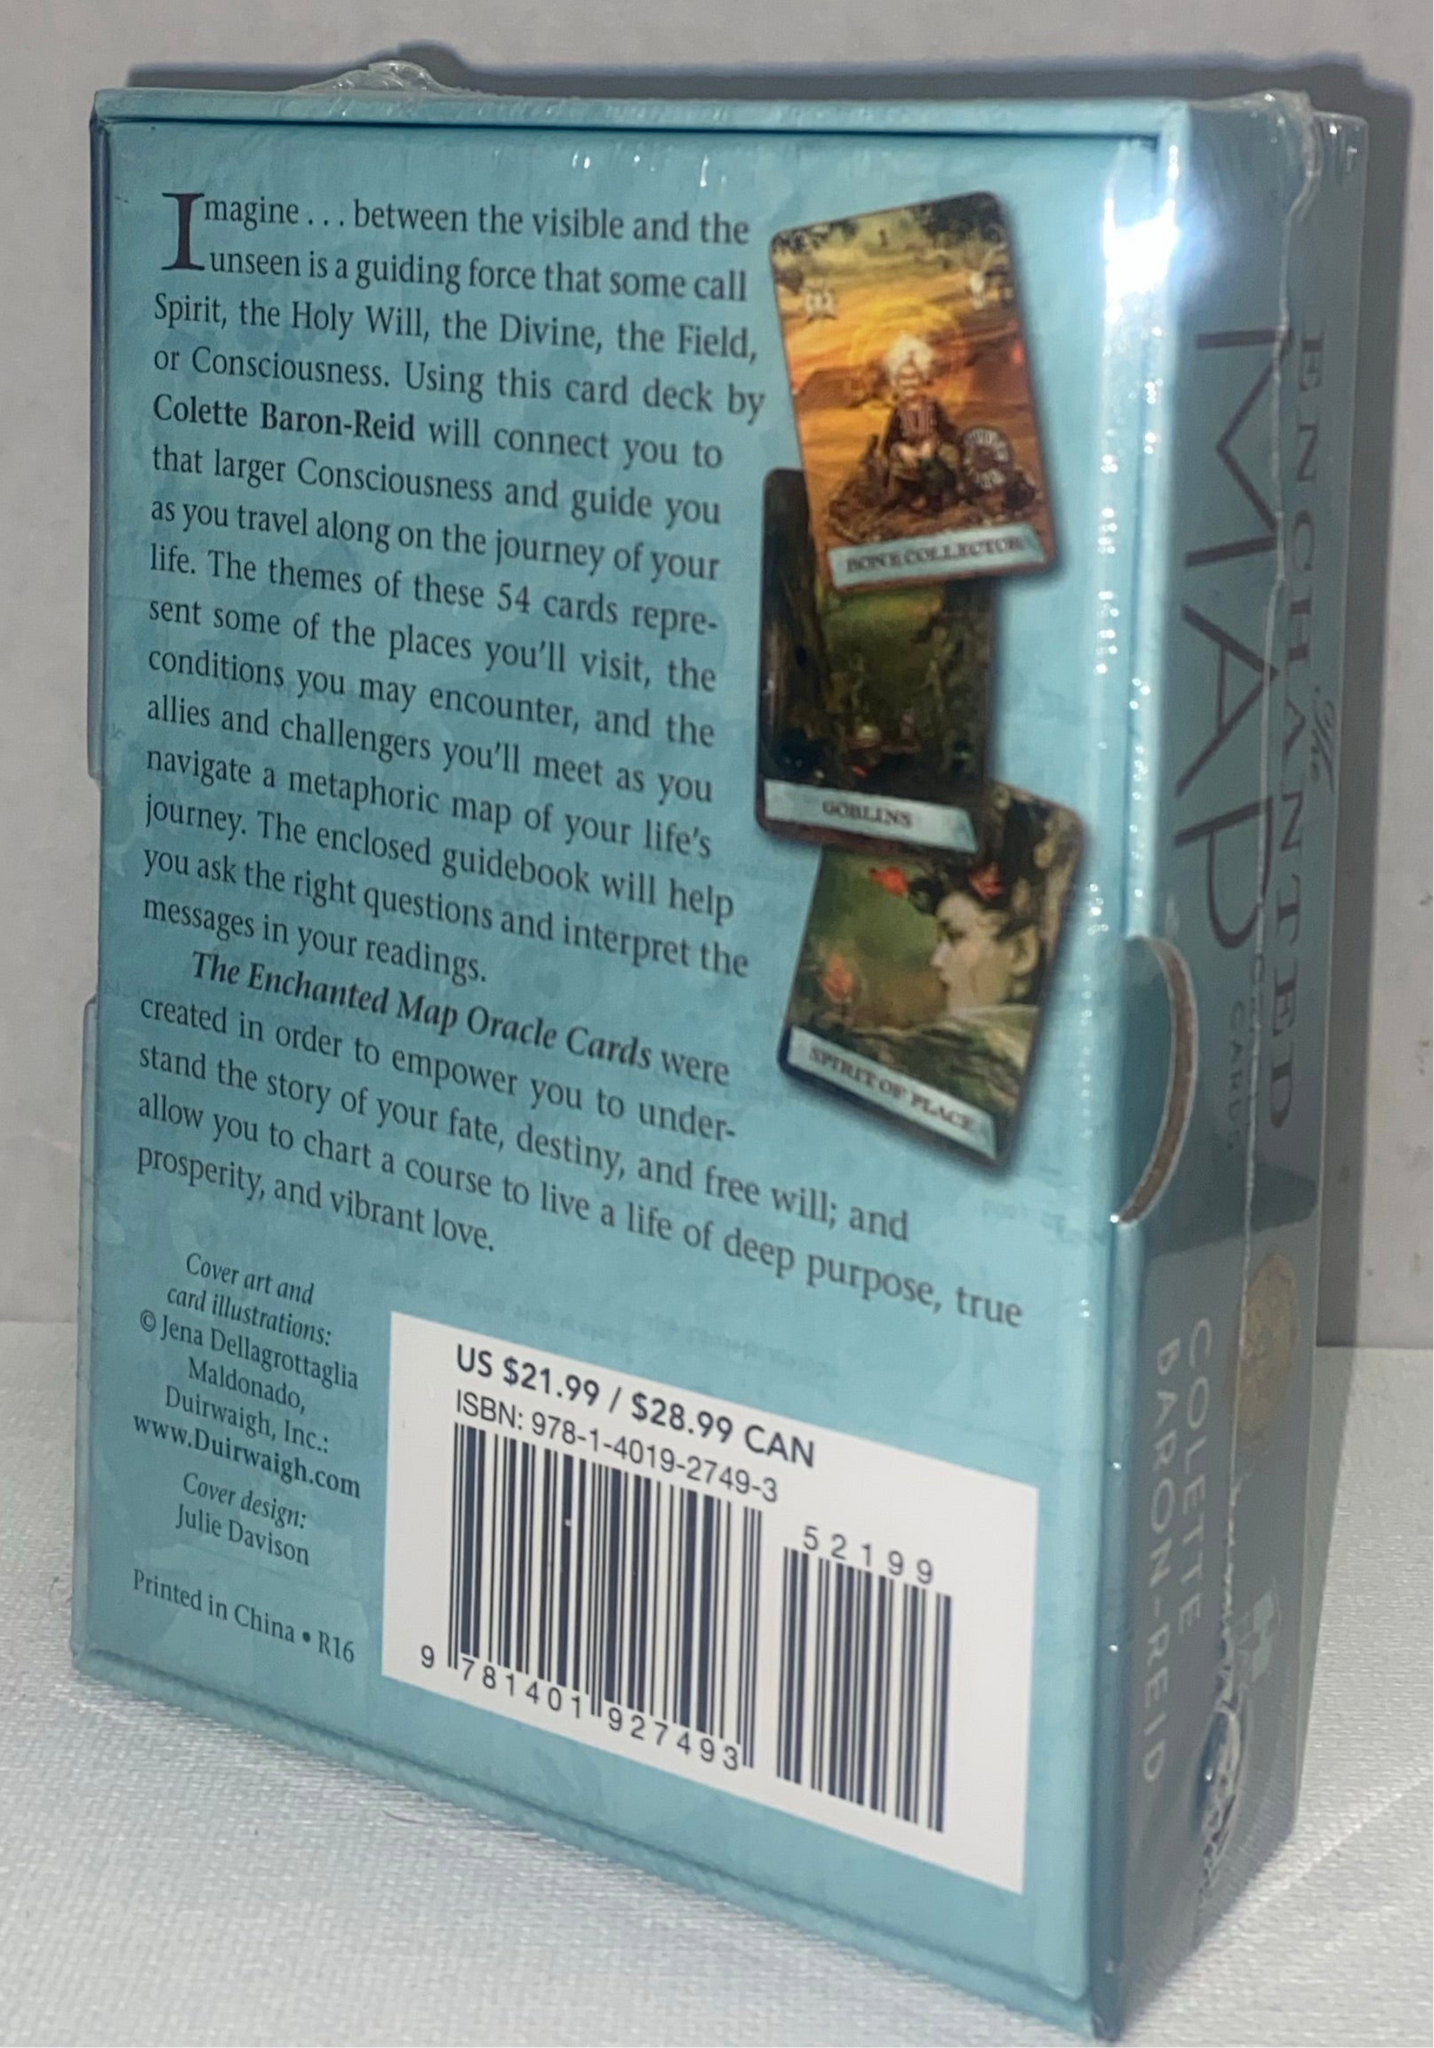 Imagine . . . between the visible and the
unseen is a guiding force that some call
Spirit, the Holy Will, the Divine, the Field,
or Consciousness. Using this card deck by
Colette Baron-Reid will connect you to
that larger Consciousness and guide you
as you travel along on the journey of your
life. The themes of these 54 cards repre-
sent some of the places you'll visit, the
conditions you may encounter, and the
allies and challengers you'll meet as you
navigate a metaphoric map of your life's
journey. The enclosed guidebook will help
you ask the right questions and interpret the
messages in your readings.
The Enchanted Map Oracle Cards were
created in order to empower you to under-
stand the story of your fate, destiny, and free will; and
allow you to chart a course to live a life of deep purpose, true
prosperity, and vibrant love.
BONE COLLECTOR
GOBLINS
SPIRIT OF PLACE
Cover art and
card illustrations:
© Jena Dellagrottaglia
Maldonado,
Duirwaigh, Inc.:
www.Duirwaigh.com
Cover design:
Julie Davison
Printed in China • R16
US $21.99 / $28.99 CAN
ISBN: 978-1-4019-2749-3
52199
9 781401 927493
The
ENCHANTED
MAP
CARDS
COLETTE
BARON-REID